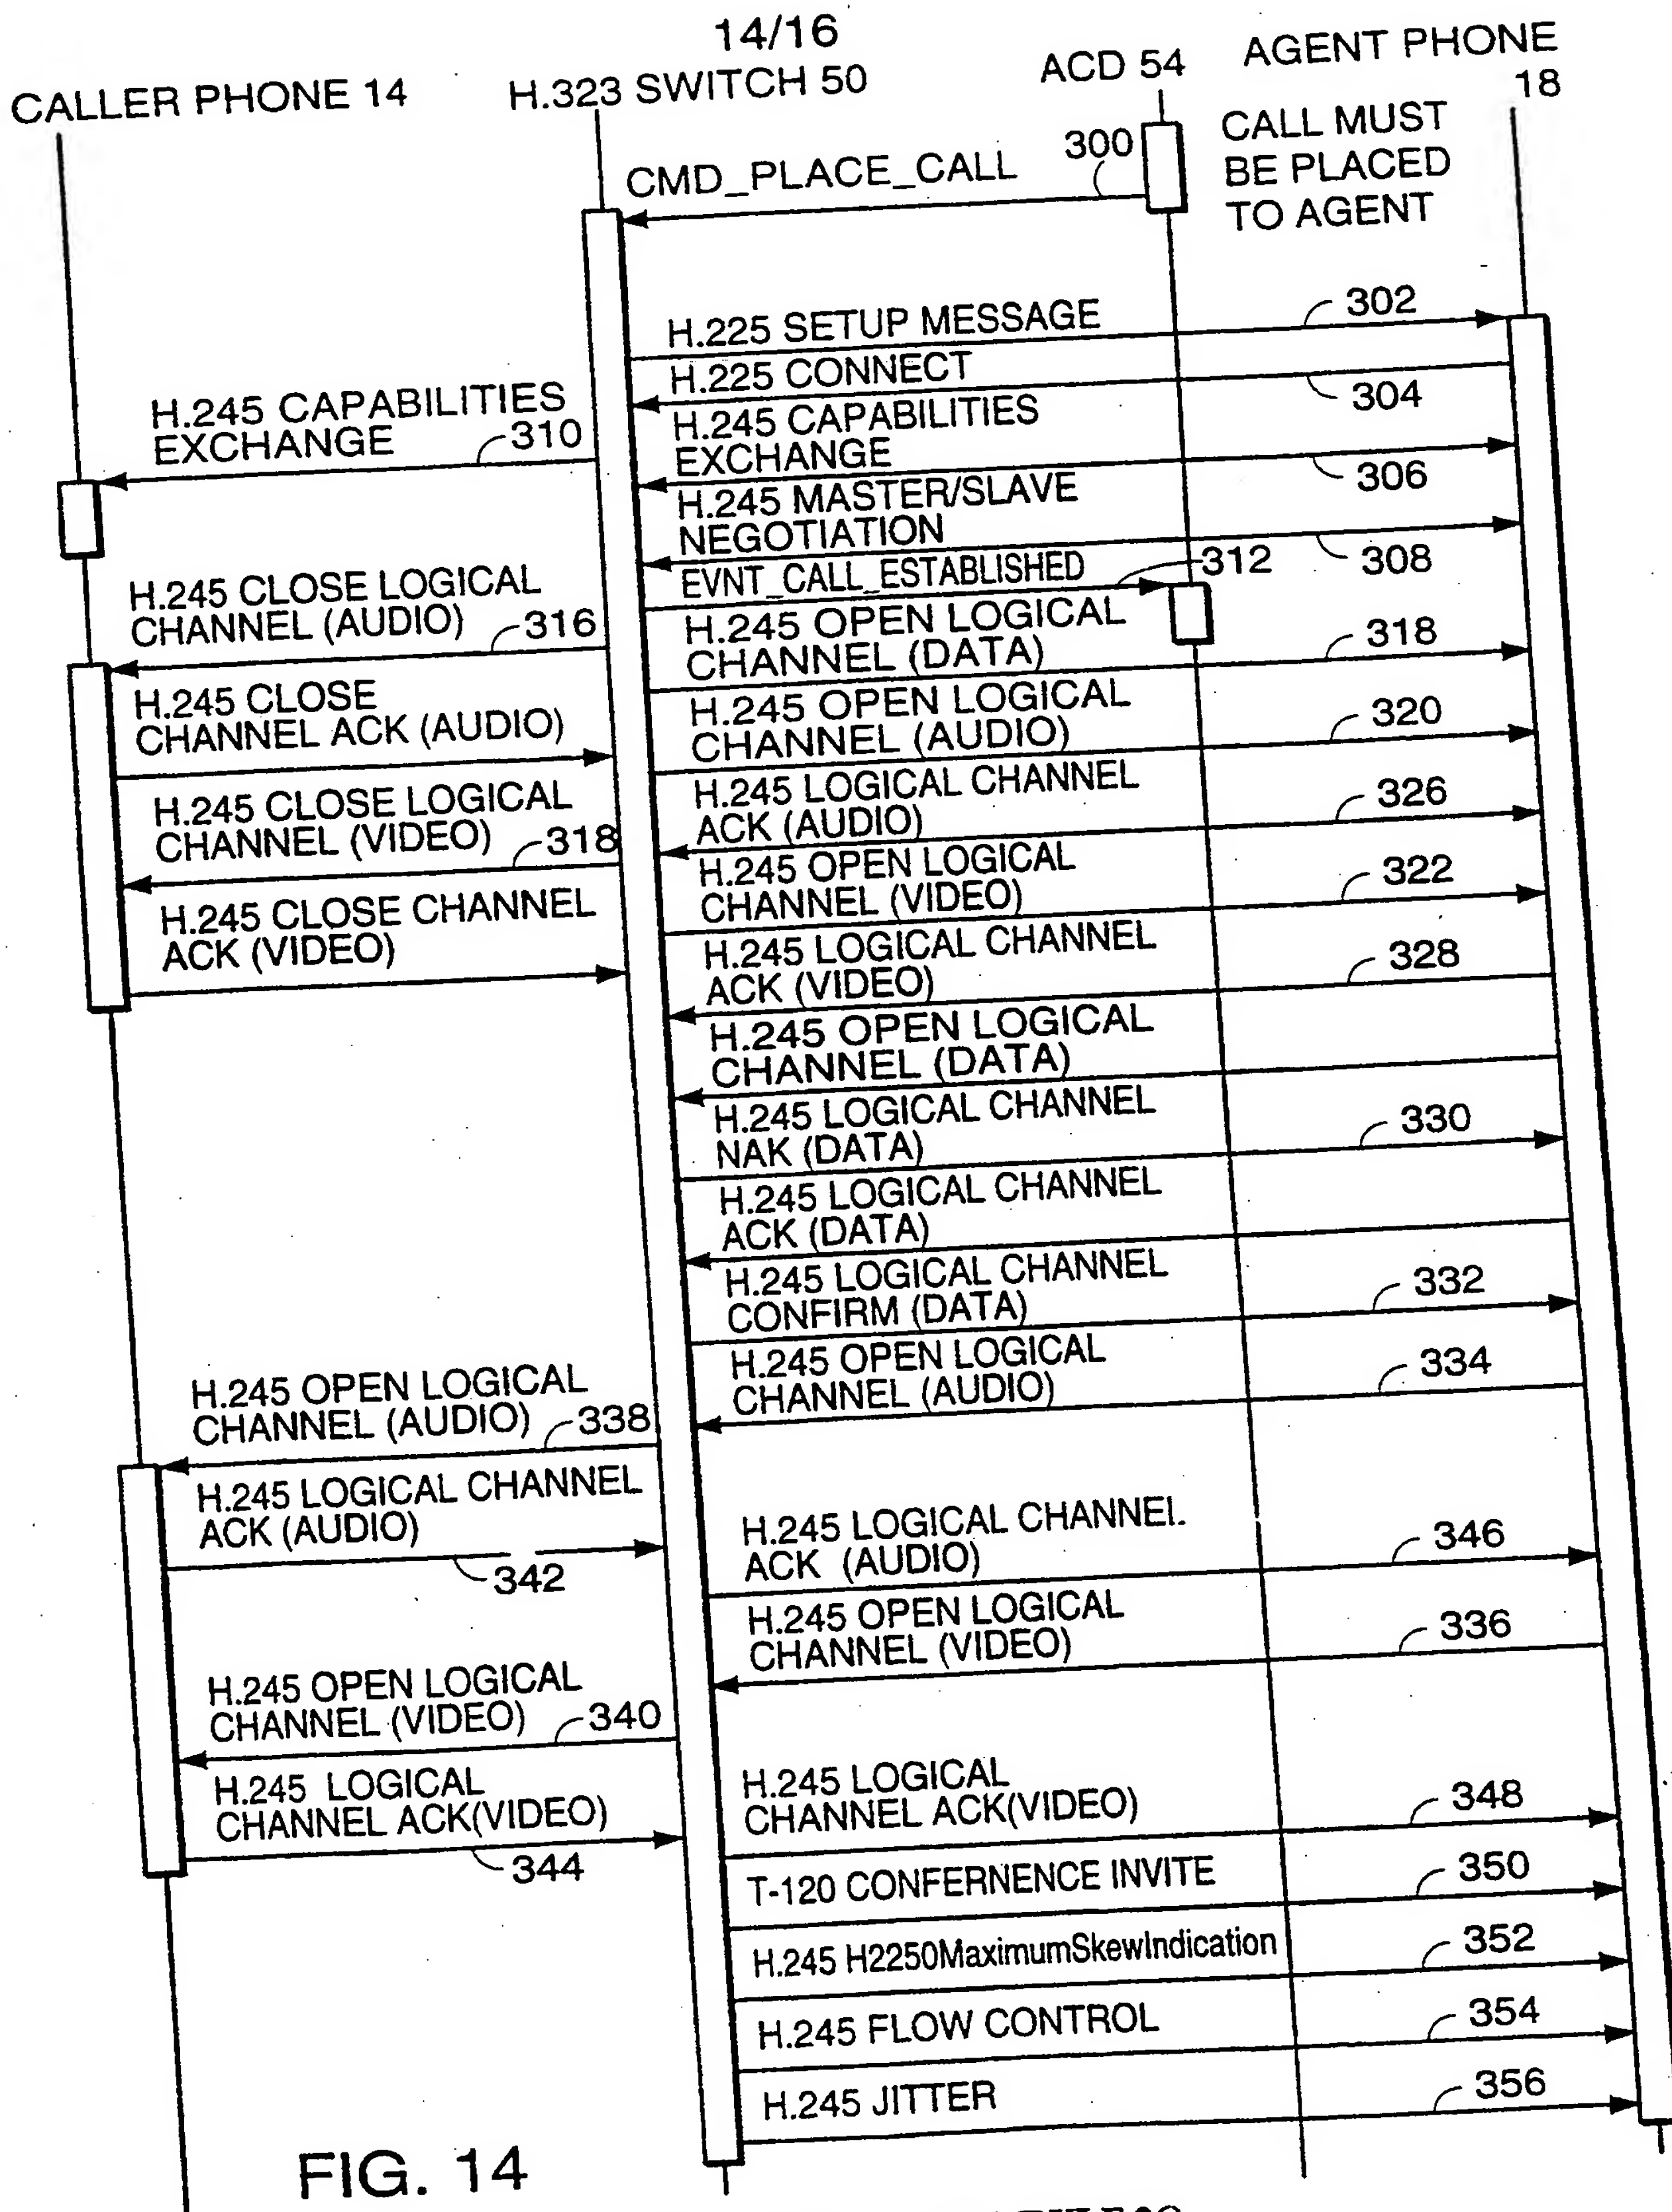 14/16
CALLER PHONE 14
H.323 SWITCH 50
ACD 54
AGENT PHONE
18
CALL MUST
BE PLACED
TO AGENT
CMD_PLACE_CALL
300
H.225 SETUP MESSAGE
302
H.225 CONNECT
304
H.245 CAPABILITIES
EXCHANGE
310
H.245 CAPABILITIES
EXCHANGE
306
H.245 MASTER/SLAVE
NEGOTIATION
308
EVNT_CALL_ESTABLISHED
312
H.245 CLOSE LOGICAL
CHANNEL (AUDIO)
316
H.245 OPEN LOGICAL
CHANNEL (DATA)
318
H.245 CLOSE
CHANNEL ACK (AUDIO)
H.245 OPEN LOGICAL
CHANNEL (AUDIO)
320
H.245 CLOSE LOGICAL
CHANNEL (VIDEO)
318
H.245 LOGICAL CHANNEL
ACK (AUDIO)
326
H.245 OPEN LOGICAL
CHANNEL (VIDEO)
322
H.245 CLOSE CHANNEL
ACK (VIDEO)
H.245 LOGICAL CHANNEL
ACK (VIDEO)
328
H.245 OPEN LOGICAL
CHANNEL (DATA)
H.245 LOGICAL CHANNEL
NAK (DATA)
330
H.245 LOGICAL CHANNEL
ACK (DATA)
H.245 LOGICAL CHANNEL
CONFIRM (DATA)
332
H.245 OPEN LOGICAL
CHANNEL (AUDIO)
334
H.245 OPEN LOGICAL
CHANNEL (AUDIO)
338
H.245 LOGICAL CHANNEL
ACK (AUDIO)
342
H.245 LOGICAL CHANNEL
ACK (AUDIO)
346
H.245 OPEN LOGICAL
CHANNEL (VIDEO)
336
H.245 OPEN LOGICAL
CHANNEL (VIDEO)
340
H.245 LOGICAL
CHANNEL ACK(VIDEO)
344
H.245 LOGICAL
CHANNEL ACK(VIDEO)
348
T-120 CONFERNENCE INVITE
350
H.245 H2250MaximumSkewIndication
352
H.245 FLOW CONTROL
354
H.245 JITTER
356
FIG. 14